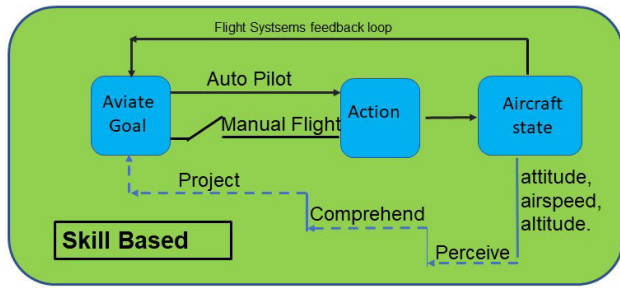 Flight Systsems feedback loop
Auto Pilot
Aviate
Goal
Manual Flight
Action
Aircraft
state
attitude,
airspeed,
altitude.
Project
Comprehend
Perceive
Skill Based